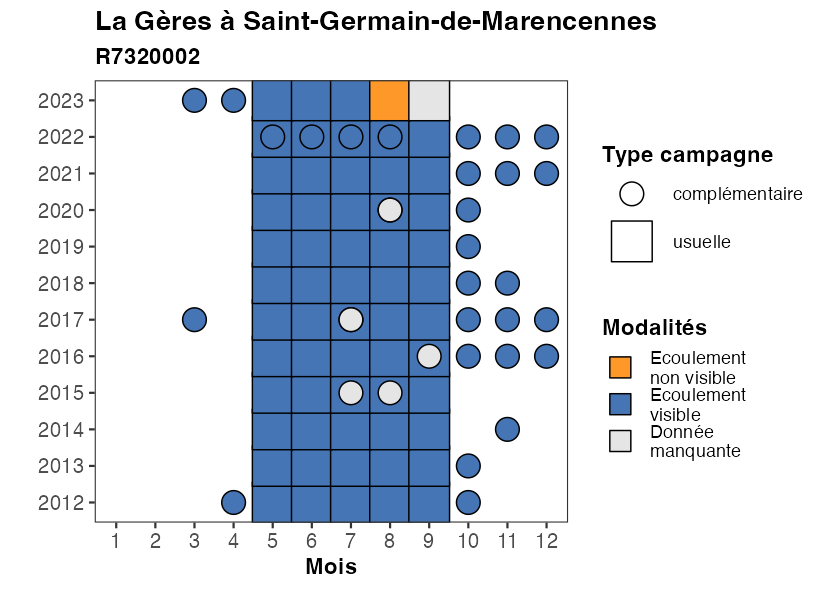 La Gères à Saint-Germain-de-Marencennes
R7320002
2023
2022
2021
2020
2019
2018
2017
2016
2015
2014
2013
2012
1 2 3 4 5 6 7 8 9 10 11 12
Mois
Type campagne
complémentaire
usuelle
Modalités
Ecoulement
non visible
Ecoulement
visible
Donnée
manquante